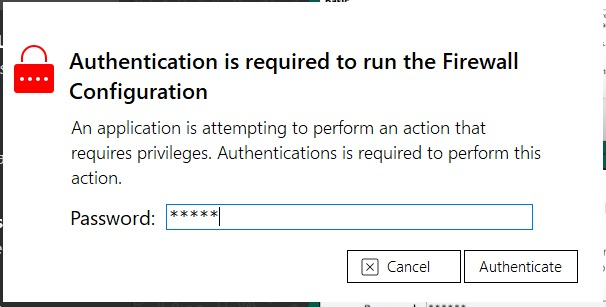 Authentication is required to run the Firewall
Configuration
An application is attempting to perform an action that
requires privileges. Authentications is required to perform this
action.
Password: *****
Cancel Authenticate